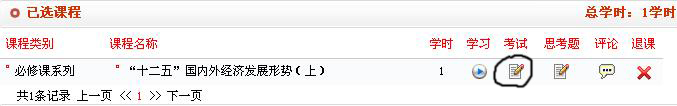 已选课程 总学时：1学时
课程类别 课程名称 学时 学习 考试 思考题 评论 退课
必修课系列 “十二五”国内外经济发展形势（上） 1
共1条记录 上一页 << 1 >> 下一页